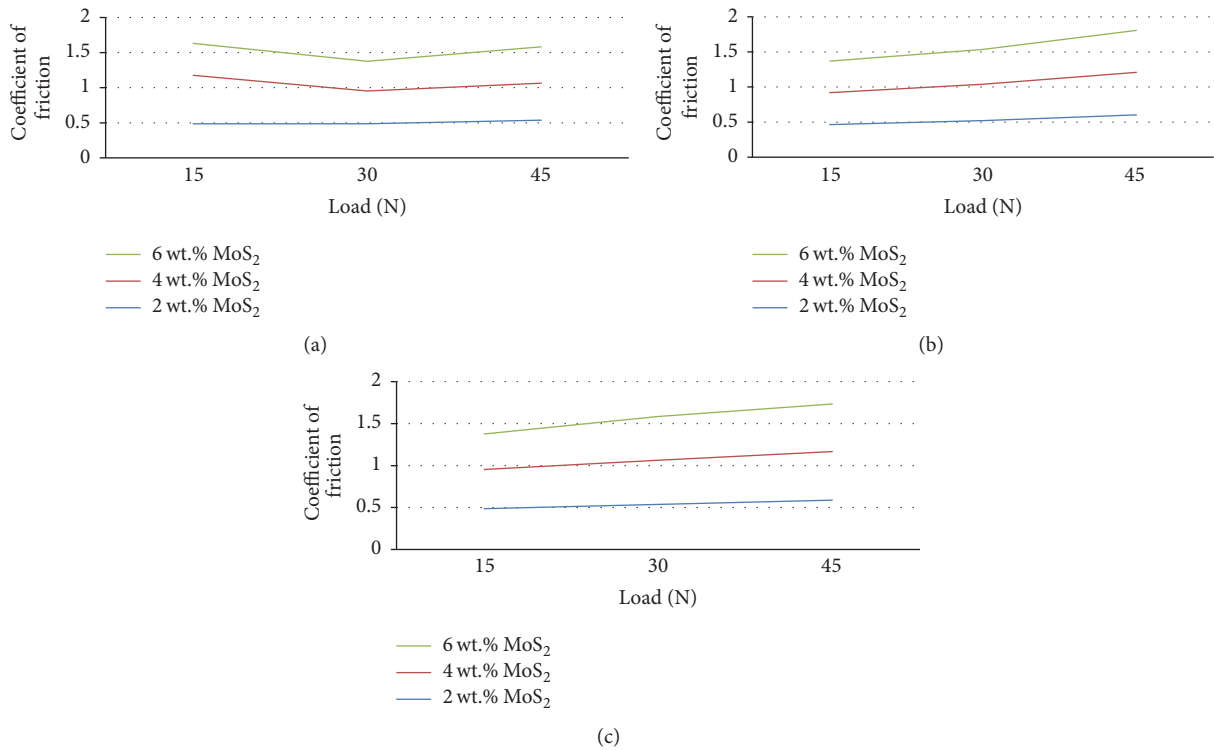 2
1.5
1
0.5
0
Coefficient of
friction
15 30 45
Load (N)
6 wt.% MoS₂
4 wt.% MoS₂
2 wt.% MoS₂
(a)
2
1.5
1
0.5
0
Coefficient of
friction
15 30 45
Load (N)
6 wt.% MoS₂
4 wt.% MoS₂
2 wt.% MoS₂
(b)
2
1.5
1
0.5
0
Coefficient of
friction
15 30 45
Load (N)
6 wt.% MoS₂
4 wt.% MoS₂
2 wt.% MoS₂
(c)